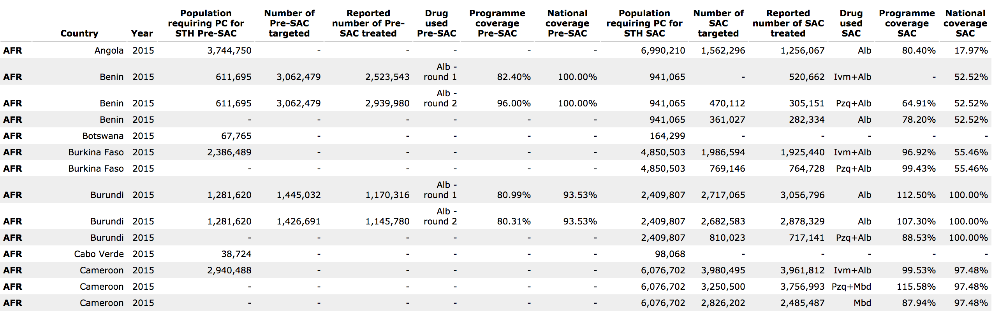 Country Year Population requiring PC for STH Pre-SAC Number of Pre-SAC targeted Reported number of Pre-SAC treated Drug used Pre-SAC Programme coverage Pre-SAC National coverage Pre-SAC Population requiring PC for STH SAC Number of SAC targeted Reported number of SAC treated Drug used SAC Programme coverage SAC National coverage SAC
AFR Angola 2015 3,744,750 - - - - - 6,990,210 1,562,296 1,256,067 Alb 80.40% 17.97%
AFR Benin 2015 611,695 3,062,479 2,523,543 Alb - round 1 82.40% 100.00% 941,065 - 520,662 Ivm+Alb - 52.52%
AFR Benin 2015 611,695 3,062,479 2,939,980 Alb - round 2 96.00% 100.00% 941,065 470,112 305,151 Pzq+Alb 64.91% 52.52%
AFR Benin 2015 - - - - - - 941,065 361,027 282,334 Alb 78.20% 52.52%
AFR Botswana 2015 67,765 - - - - - 164,299 - - - - -
AFR Burkina Faso 2015 2,386,489 - - - - - 4,850,503 1,986,594 1,925,440 Ivm+Alb 96.92% 55.46%
AFR Burkina Faso 2015 - - - - - - 4,850,503 769,146 764,728 Pzq+Alb 99.43% 55.46%
AFR Burundi 2015 1,281,620 1,445,032 1,170,316 Alb - round 1 80.99% 93.53% 2,409,807 2,717,065 3,056,796 Alb 112.50% 100.00%
AFR Burundi 2015 1,281,620 1,426,691 1,145,780 Alb - round 2 80.31% 93.53% 2,409,807 2,682,583 2,878,329 Alb 107.30% 100.00%
AFR Burundi 2015 - - - - - - 2,409,807 810,023 717,141 Pzq+Alb 88.53% 100.00%
AFR Cabo Verde 2015 38,724 - - - - - 98,068 - - - - -
AFR Cameroon 2015 2,940,488 - - - - - 6,076,702 3,980,495 3,961,812 Ivm+Alb 99.53% 97.48%
AFR Cameroon 2015 - - - - - - 6,076,702 3,250,500 3,756,993 Pzq+Mbd 115.58% 97.48%
AFR Cameroon 2015 - - - - - - 6,076,702 2,826,202 2,485,487 Mbd 87.94% 97.48%